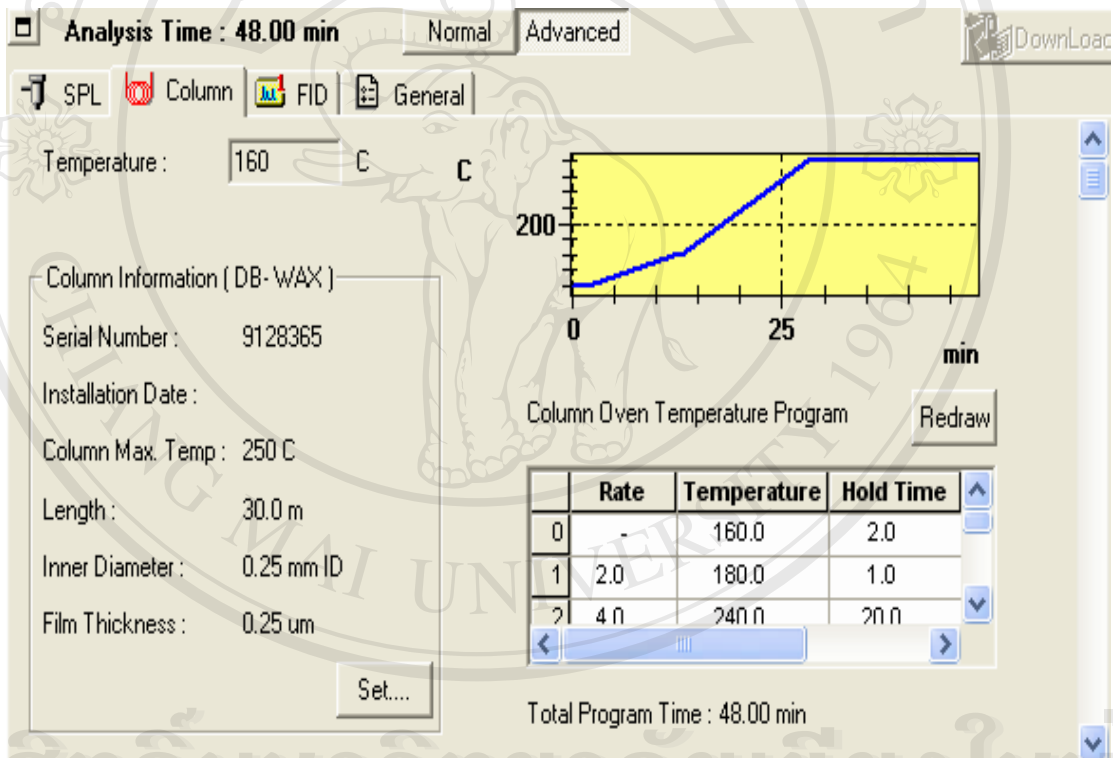 Analysis Time : 48.00 min Normal Advanced DownLoad
SPL Column FID General
Temperature : 160 C
C
200
0 25
min
Column Information ( DB-WAX )
Serial Number : 9128365
Installation Date :
Column Max. Temp : 250 C
Length : 30.0 m
Inner Diameter : 0.25 mm ID
Film Thickness : 0.25 um
Set....
Column Oven Temperature Program Redraw
Rate Temperature Hold Time
0 - 160.0 2.0
1 2.0 180.0 1.0
2 4.0 240.0 20.0
Total Program Time : 48.00 min
CHIANG MAI UNIVERSITY 1964